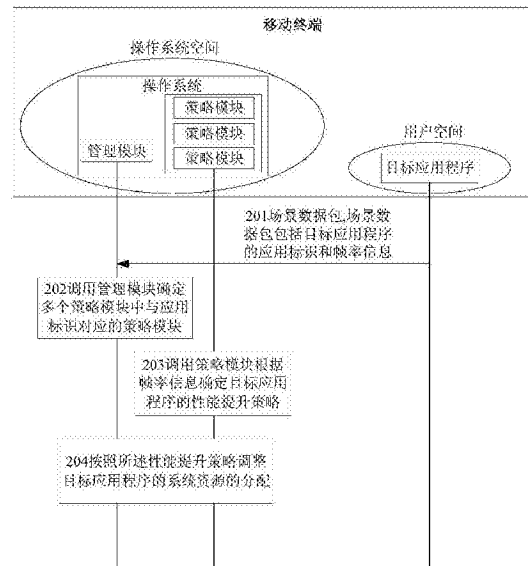 移动终端
操作系统空间
操作系统
策略模块
策略模块
策略模块
管理模块
用户空间
目标应用程序
201场景数据包,场景数
据包包括目标应用程序
的应用标识和帧率信息
202调用管理模块确定
多个策略模块中与应用
标识对应的策略模块
203调用策略模块根据
帧率信息确定目标应用
程序的性能提升策略
204按照所述性能提升策略调整
目标应用程序的系统资源的分配